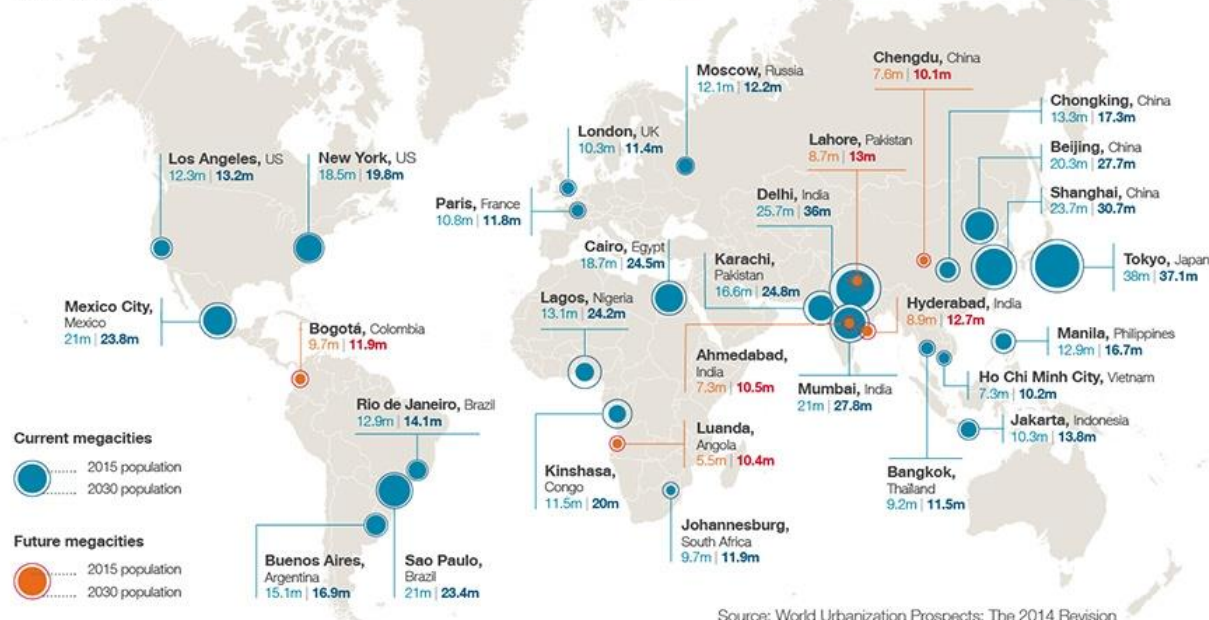 Moscow, Russia
12.1m | 12.2m
Chengdu, China
7.6m | 10.1m
Chongking, China
13.3m | 17.3m
London, UK
10.3m | 11.4m
Lahore, Pakistan
8.7m | 13m
Beijing, China
20.3m | 27.7m
Los Angeles, US
12.3m | 13.2m
New York, US
18.5m | 19.8m
Paris, France
10.8m | 11.8m
Delhi, India
25.7m | 36m
Shanghai, China
23.7m | 30.7m
Cairo, Egypt
18.7m | 24.5m
Karachi,
Pakistan
16.6m | 24.8m
Tokyo, Japan
38m | 37.1m
Mexico City,
Mexico
21m | 23.8m
Lagos, Nigeria
13.1m | 24.2m
Hyderabad, India
8.9m | 12.7m
Bogotá, Colombia
9.7m | 11.9m
Manila, Philippines
12.9m | 16.7m
Ahmedabad,
India
7.3m | 10.5m
Mumbai, India
21m | 27.8m
Ho Chi Minh City, Vietnam
7.3m | 10.2m
Rio de Janeiro, Brazil
12.9m | 14.1m
Luanda,
Angola
5.5m | 10.4m
Jakarta, Indonesia
10.3m | 13.8m
Kinshasa,
Congo
11.5m | 20m
Bangkok,
Thailand
9.2m | 11.5m
Johannesburg,
South Africa
9.7m | 11.9m
Buenos Aires,
Argentina
15.1m | 16.9m
Sao Paulo,
Brazil
21m | 23.4m
Current megacities
2015 population
2030 population
Future megacities
2015 population
2030 population
Source: World Urbanization Prospects: The 2014 Revision